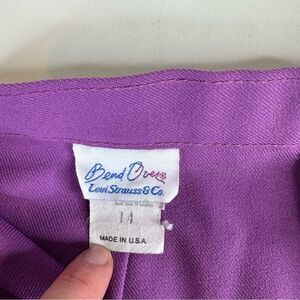 Bend Over®
Levi Strauss & Co.
14
MADE IN U.S.A.